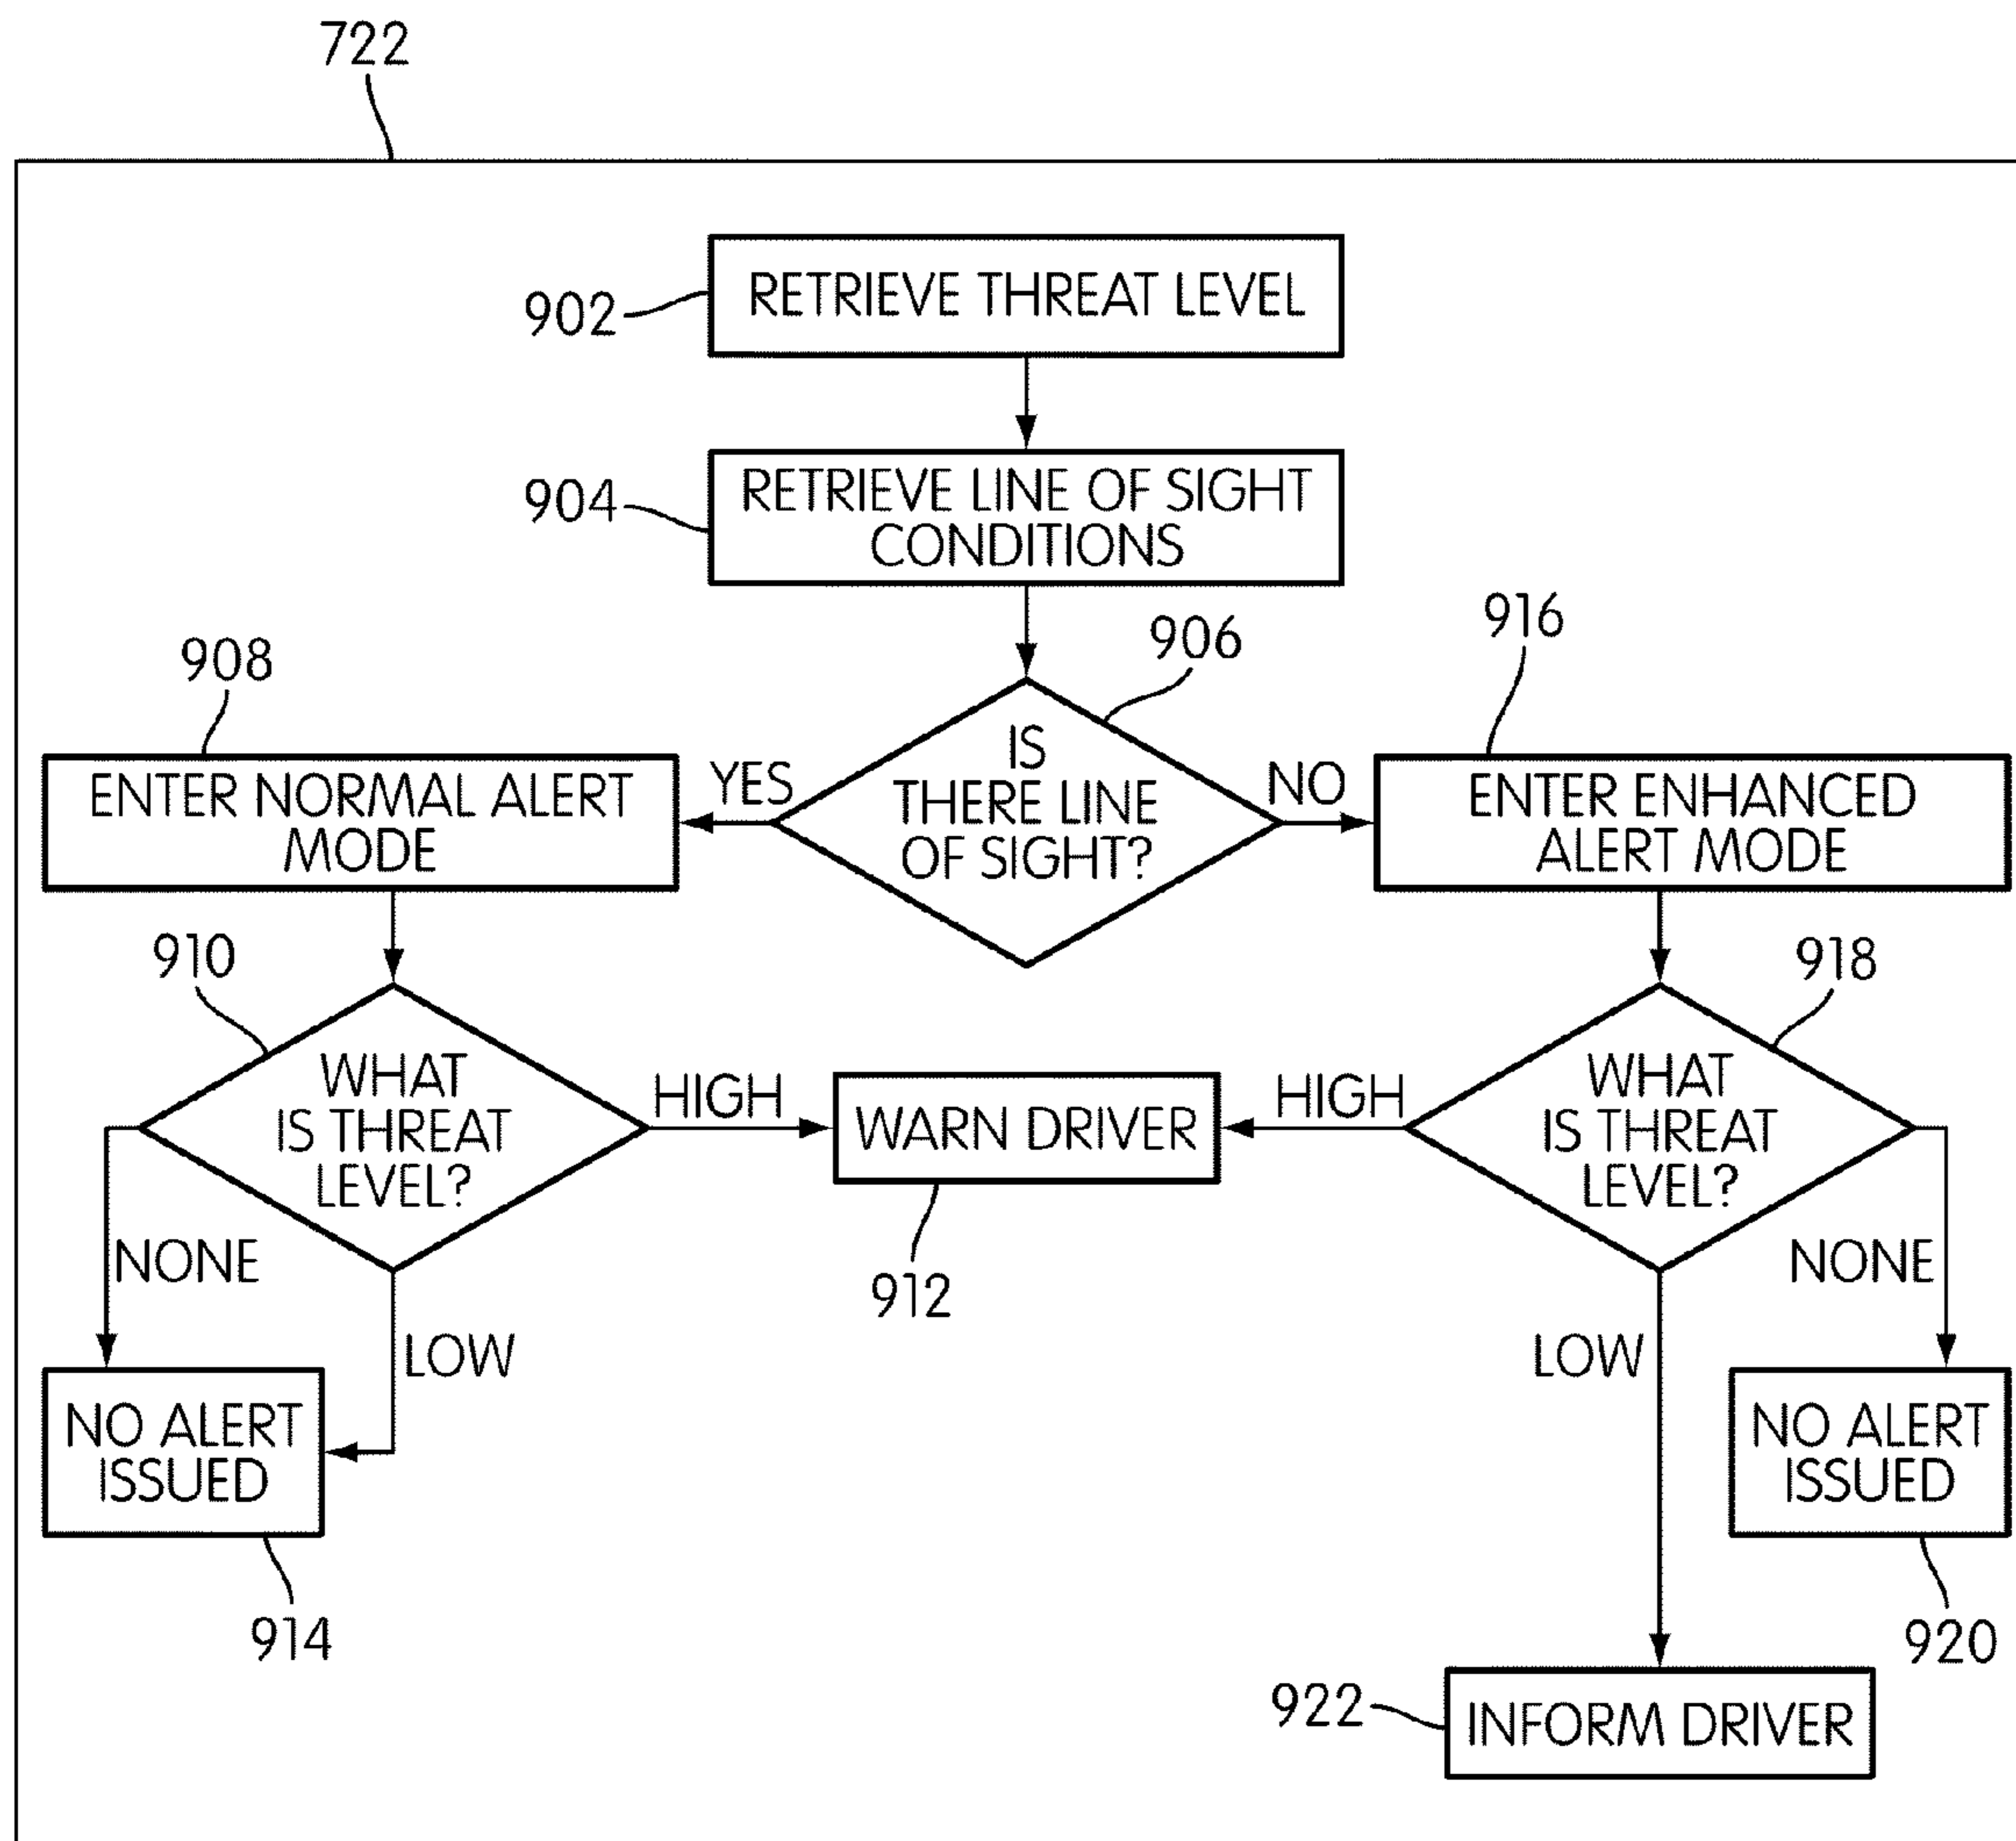 722
902
RETRIEVE THREAT LEVEL
904
RETRIEVE LINE OF SIGHT
CONDITIONS
906
908
916
ENTER NORMAL ALERT
MODE
YES
IS
THERE LINE
OF SIGHT?
NO
ENTER ENHANCED
ALERT MODE
910
918
WHAT
IS THREAT
LEVEL?
HIGH
WARN DRIVER
912
HIGH
WHAT
IS THREAT
LEVEL?
NONE
LOW
NO ALERT
ISSUED
914
LOW
NONE
NO ALERT
ISSUED
920
922
INFORM DRIVER